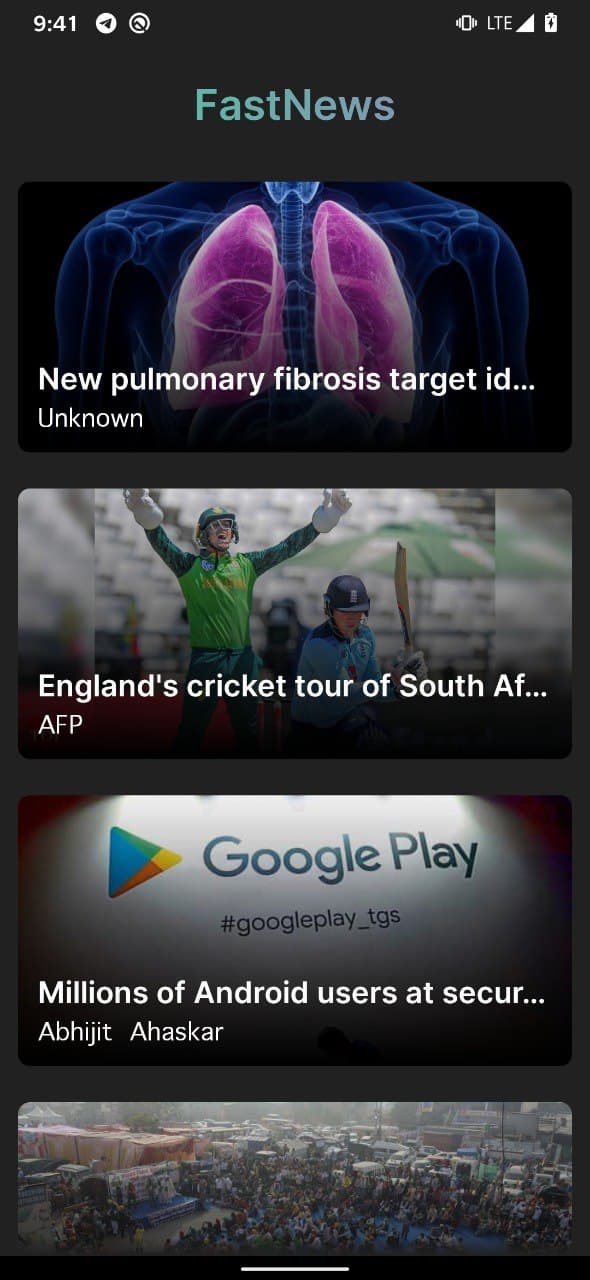 9:41
LTE
FastNews
New pulmonary fibrosis target id...
Unknown
England's cricket tour of South Af...
AFP
Google Play
#googleplay_tgs
Millions of Android users at secur...
Abhijit Ahaskar